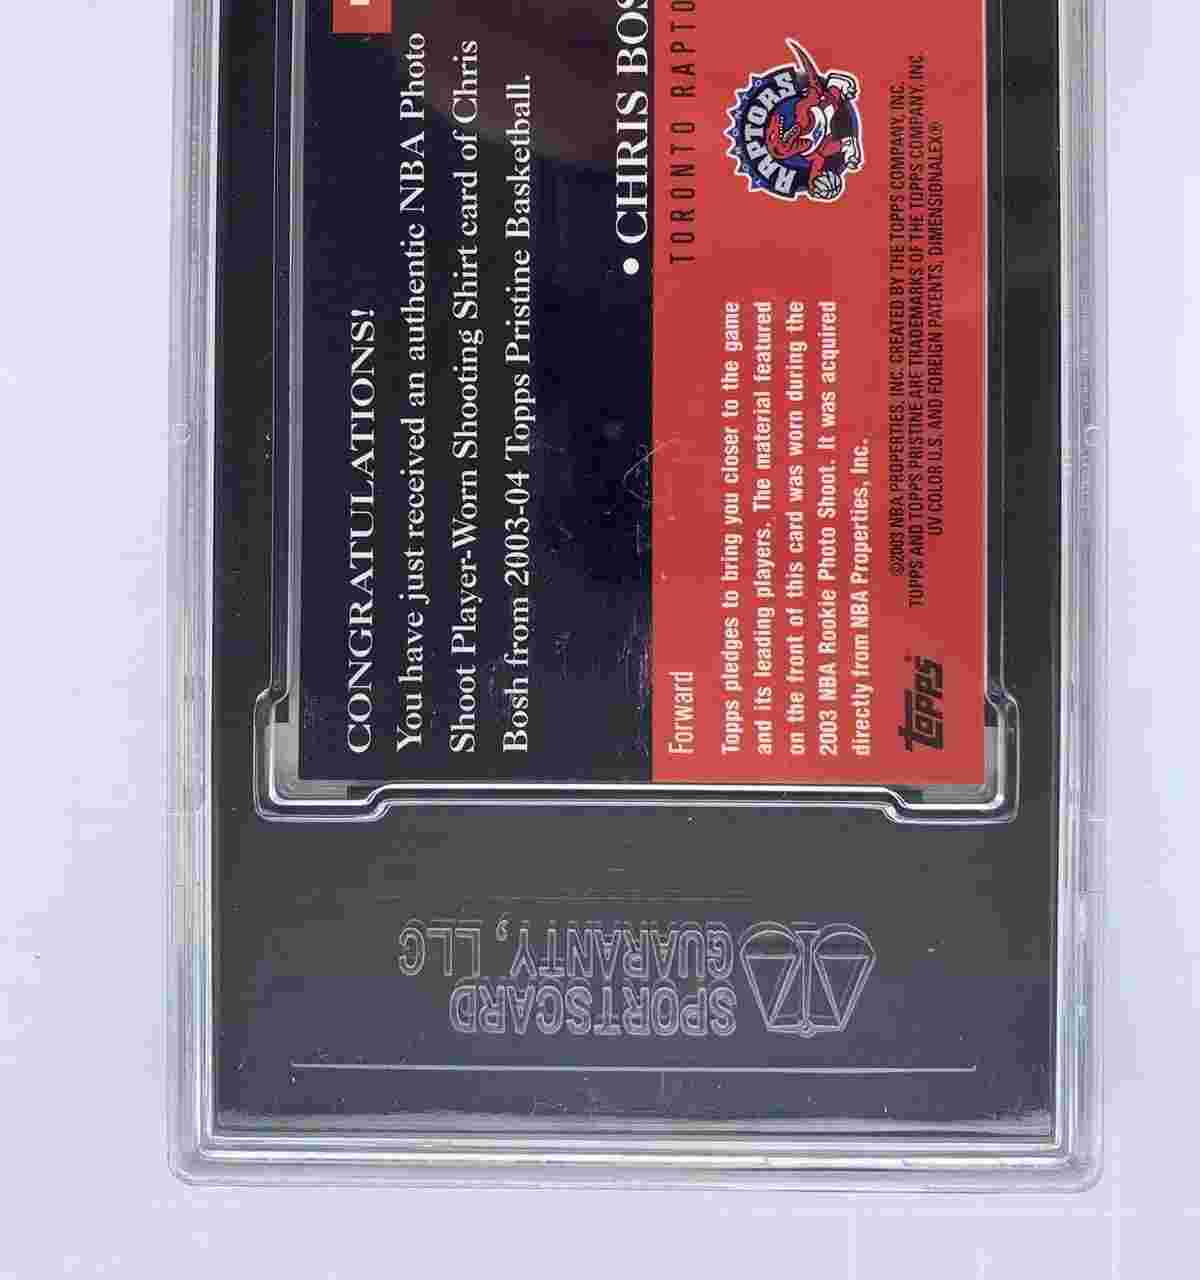 CONGRATULATIONS!
You have just received an authentic NBA Photo
Shoot Player-Worn Shooting Shirt card of Chris
Bosh from 2003-04 Topps Pristine Basketball.
• CHRIS BOS
TORONTO RAPTO
RAPTORS
Forward
Topps pledges to bring you closer to the game
and its leading players. The material featured
on the front of this card was worn during the
2003 NBA Rookie Photo Shoot. It was acquired
directly from NBA Properties, Inc.
©2003 NBA PROPERTIES, INC. CREATED BY THE TOPPS COMPANY, INC.
TOPPS AND TOPPS PRISTINE ARE TRADEMARKS OF THE TOPPS COMPANY, INC.
UV COLOR U.S. AND FOREIGN PATENTS, DIMENSIONALEX®
topps
SPORTSCARD
GUARANTY, LLC